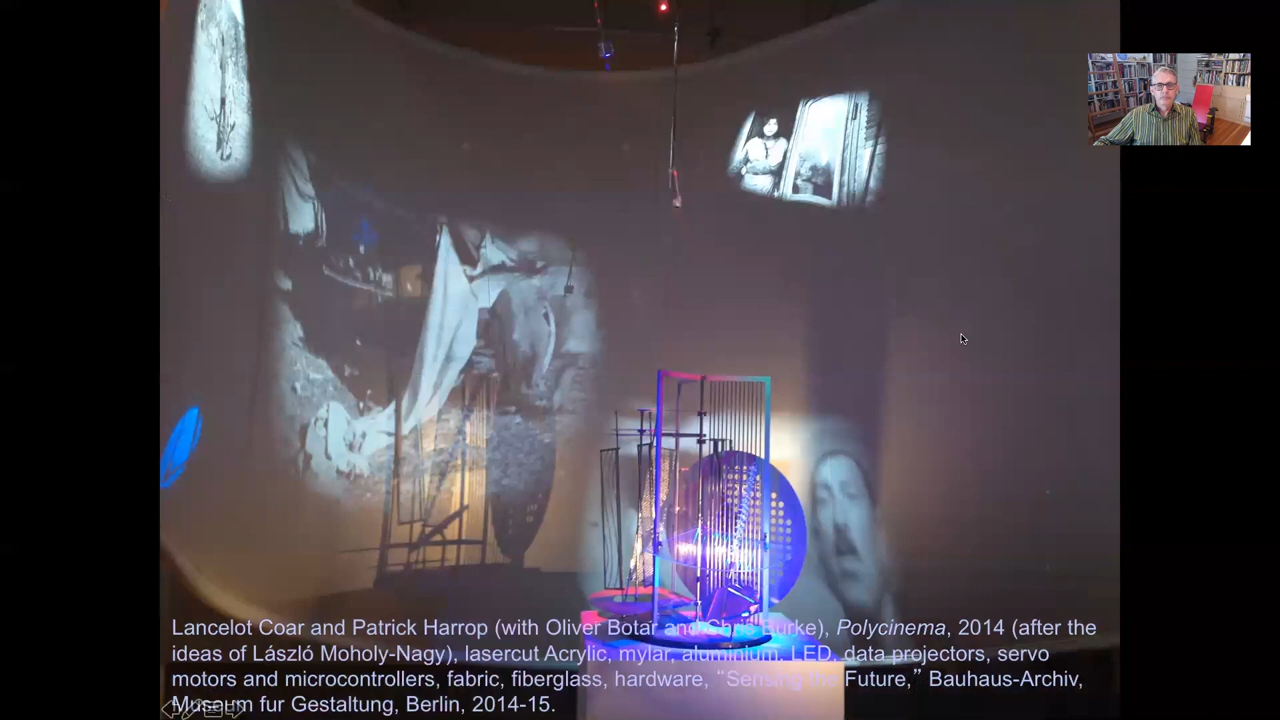 Lancelot Coar and Patrick Harrop (with Oliver Botar and Chris Burke), Polycinema, 2014 (after the
ideas of László Moholy-Nagy), lasercut Acrylic, mylar, aluminium, LED, data projectors, servo
motors and microcontrollers, fabric, fiberglass, hardware, “Sensing the Future,” Bauhaus-Archiv,
Museum fur Gestaltung, Berlin, 2014-15.